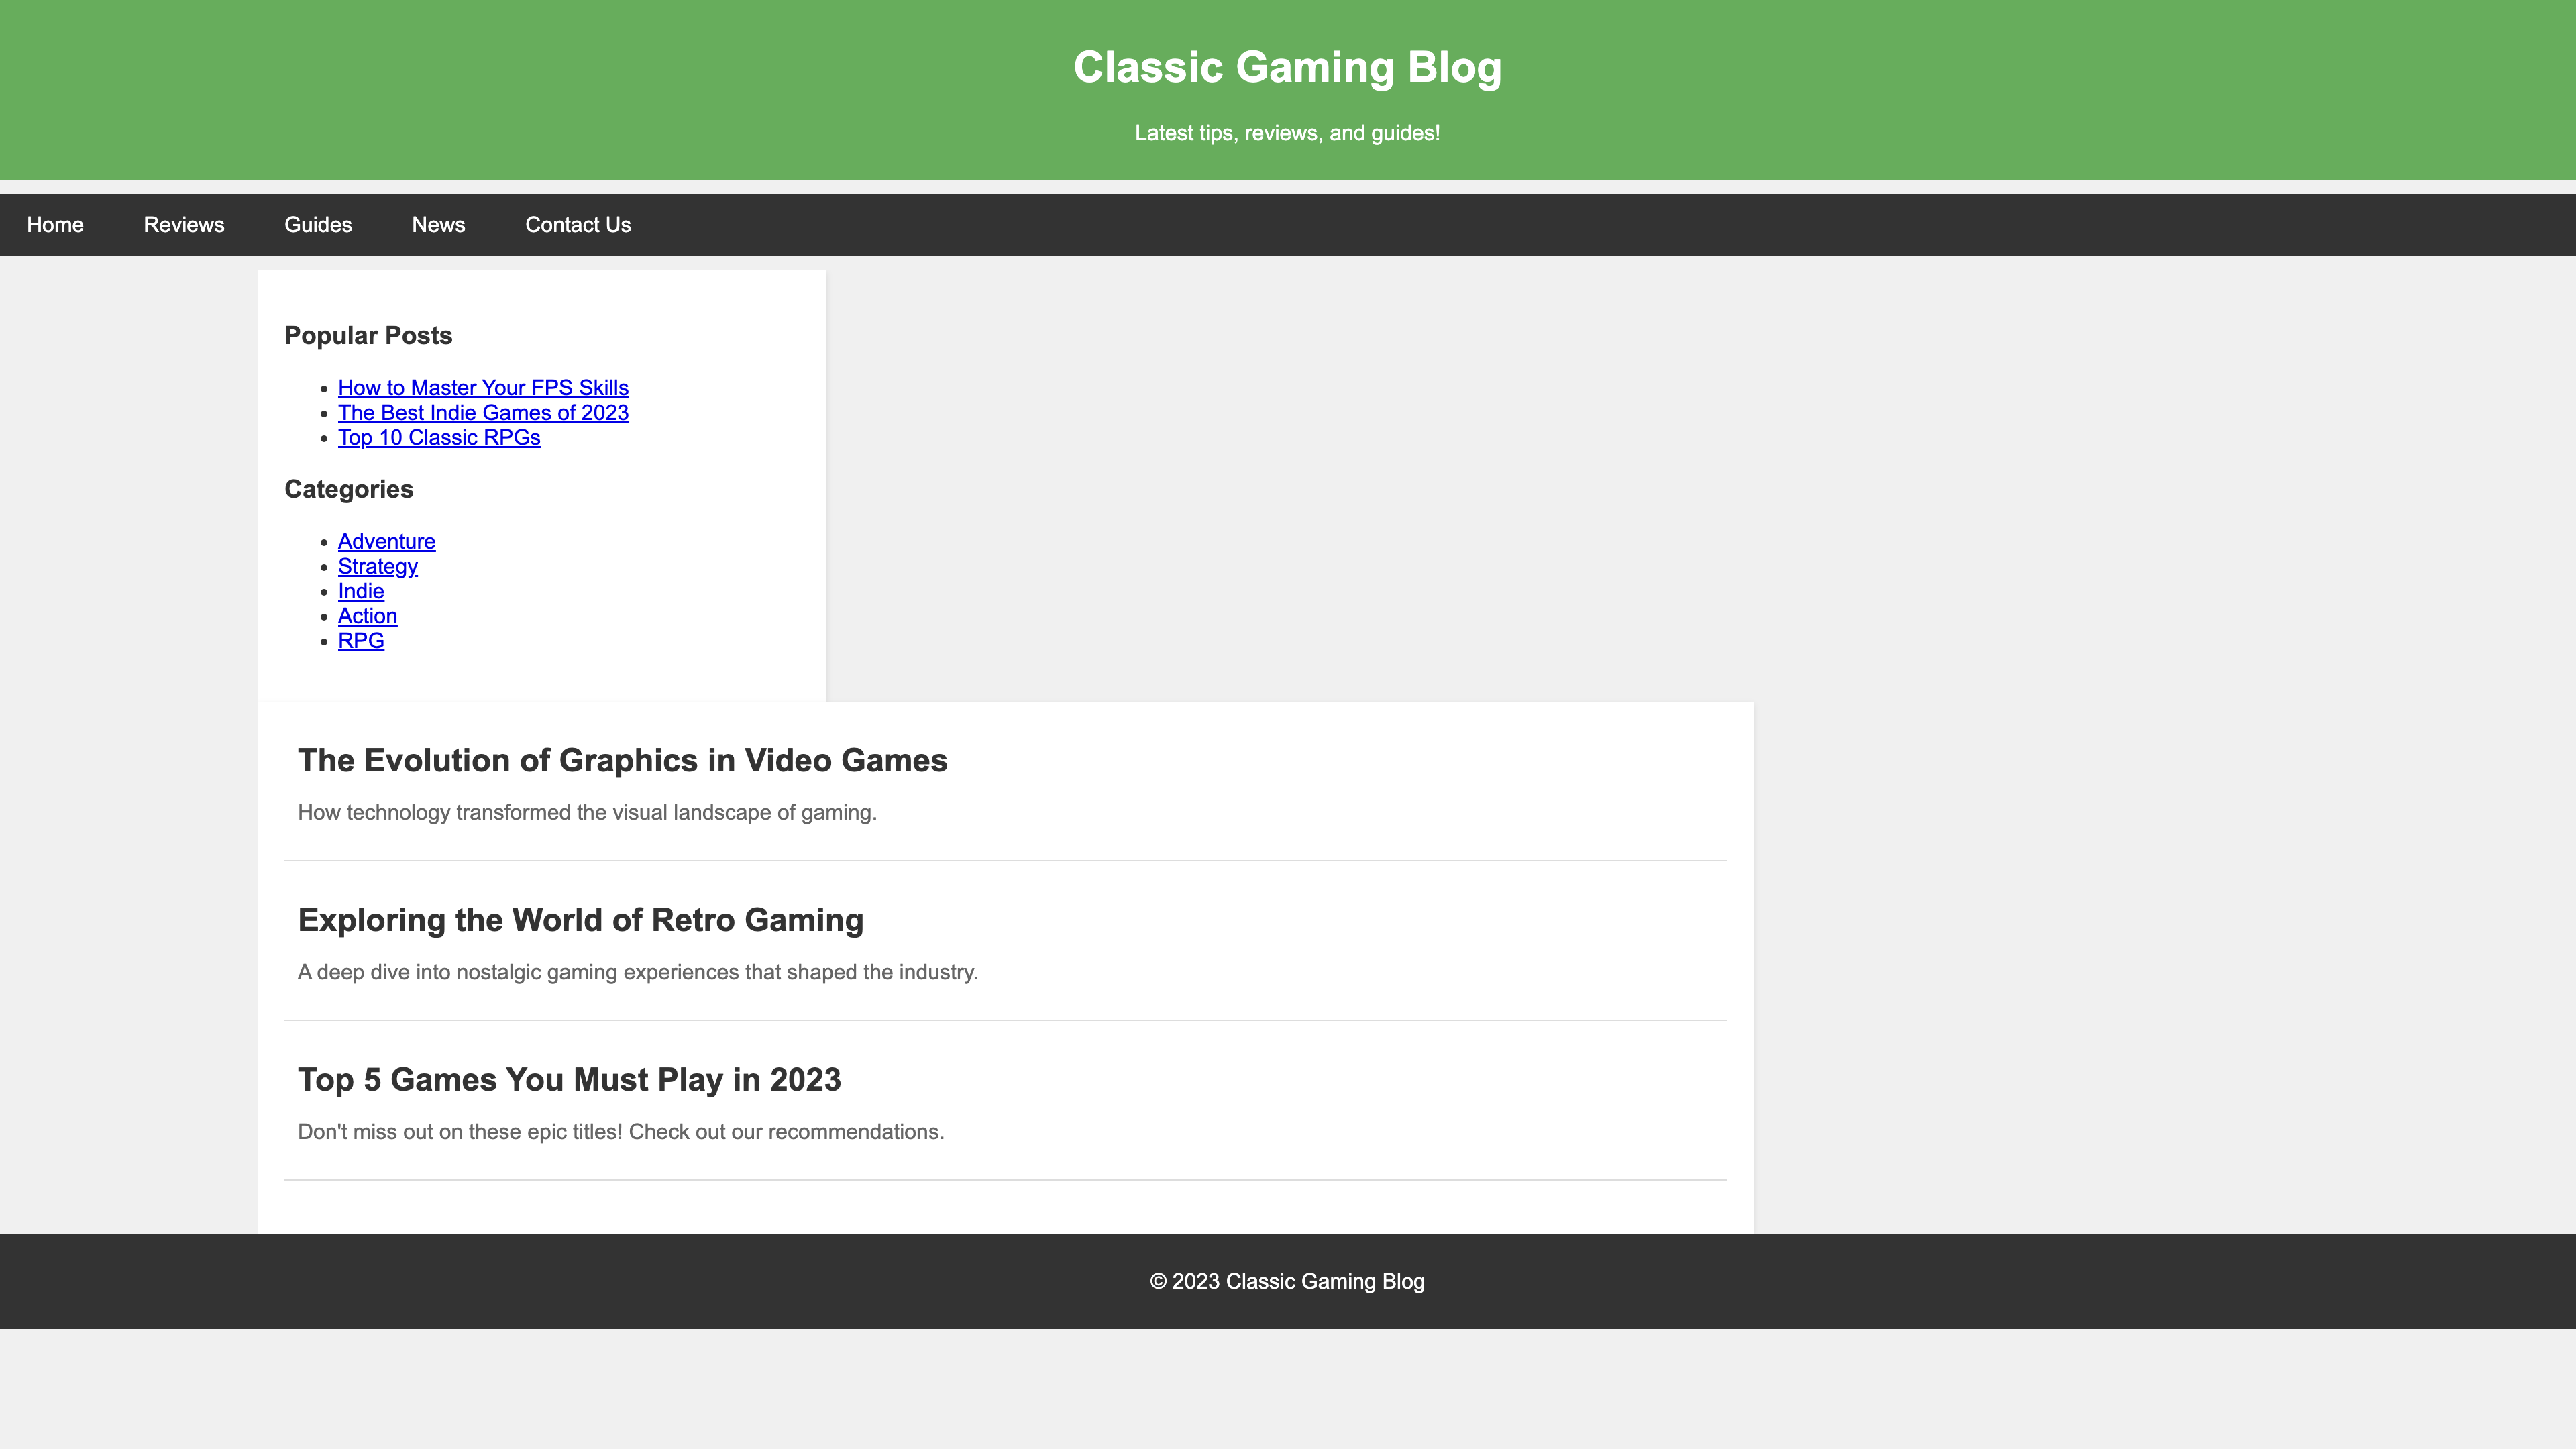 Classic Gaming Blog
Latest tips, reviews, and guides!
Home Reviews Guides News Contact Us
Popular Posts
How to Master Your FPS Skills
The Best Indie Games of 2023
Top 10 Classic RPGs
Categories
Adventure
Strategy
Indie
Action
RPG
The Evolution of Graphics in Video Games
How technology transformed the visual landscape of gaming.
Exploring the World of Retro Gaming
A deep dive into nostalgic gaming experiences that shaped the industry.
Top 5 Games You Must Play in 2023
Don't miss out on these epic titles! Check out our recommendations.
© 2023 Classic Gaming Blog